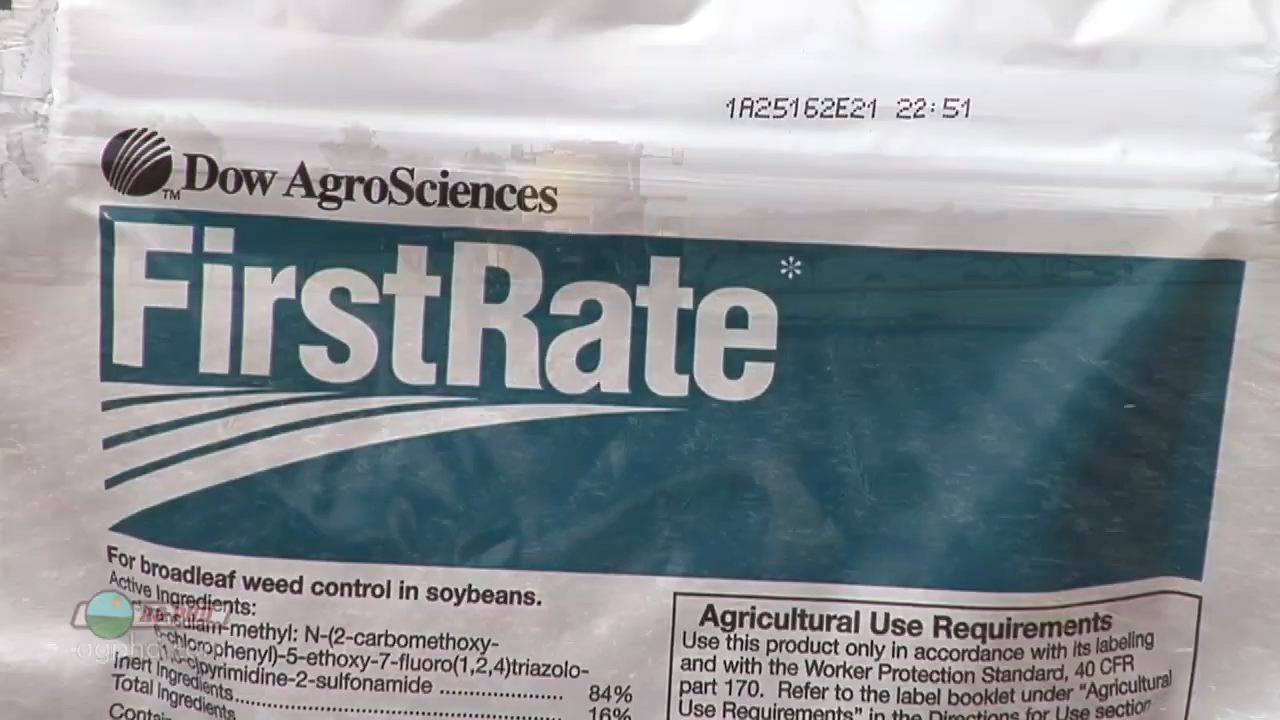 1A25162E21 22:51
Dow AgroSciences
TM
FirstRate*
For broadleaf weed control in soybeans.
Active Ingredients:
N-(2-carbomethoxy-
chlorophenyl)-5-ethoxy-7-fluoro(1,2,4)triazolo-
pyrimidine-2-sulfonamide .................... 84%
Inert Ingredients 16%
Total Ingredients
Agricultural Use Requirements
Use this product only in accordance with its labeling
and with the Worker Protection Standard, 40 CFR
part 170. Refer to the label booklet under "Agricultural
Use Requirements" in the Directions for Use section